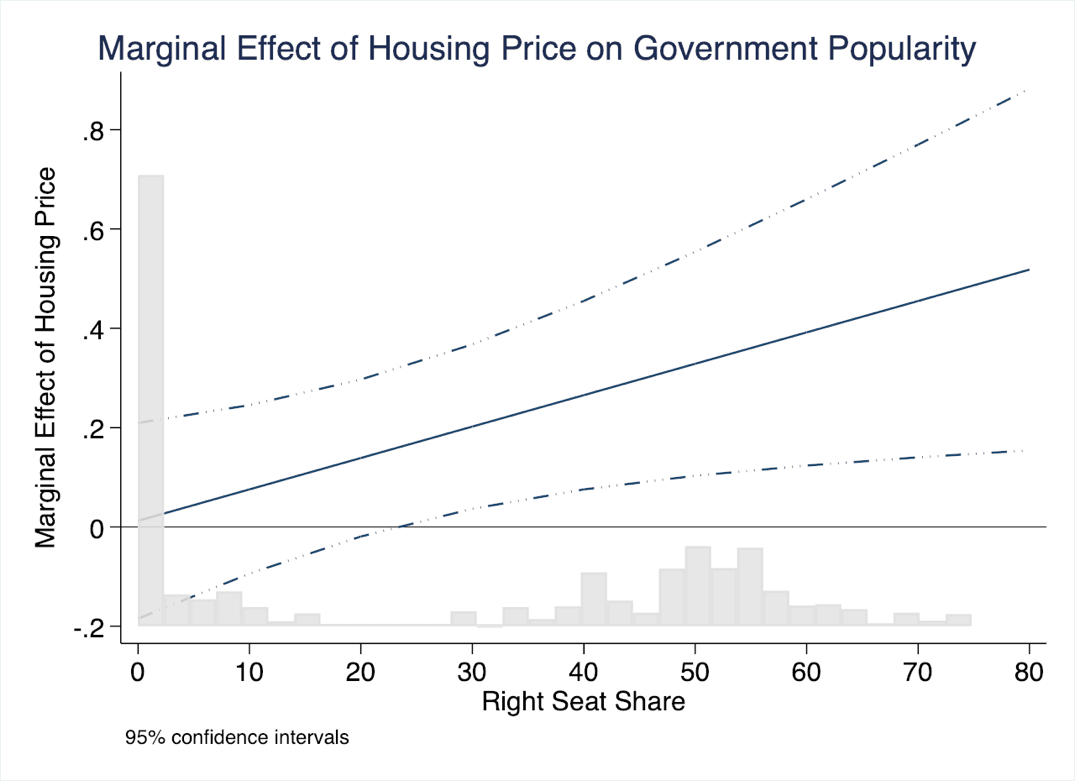 Marginal Effect of Housing Price on Government Popularity
Marginal Effect of Housing Price
.8
.6
.4
.2
0
-.2
0 10 20 30 40 50 60 70 80
Right Seat Share
95% confidence intervals